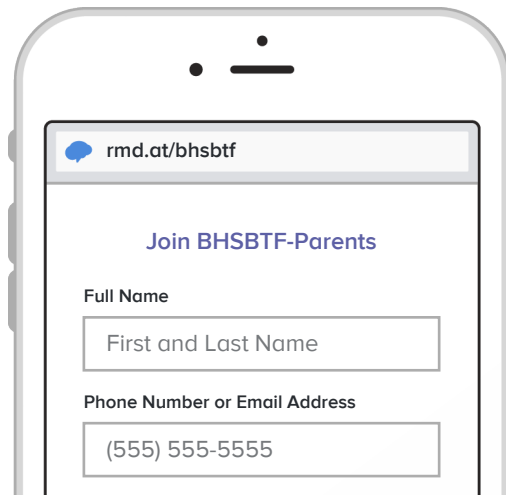 rmd.at/bhsbtf
Join BHSBTF-Parents
Full Name
First and Last Name
Phone Number or Email Address
(555) 555-5555